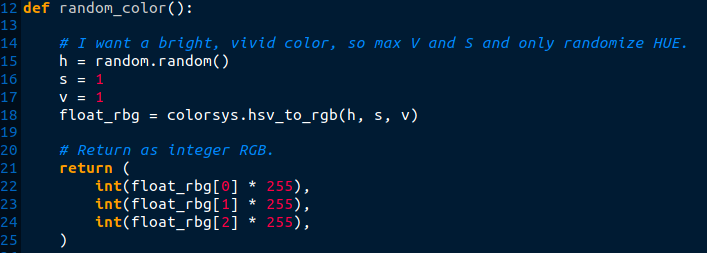 12 def random_color():
13
14     # I want a bright, vivid color, so max V and S and only randomize HUE.
15     h = random.random()
16     s = 1
17     v = 1
18     float_rbg = colorsys.hsv_to_rgb(h, s, v)
19
20     # Return as integer RGB.
21     return (
22         int(float_rbg[0] * 255),
23         int(float_rbg[1] * 255),
24         int(float_rbg[2] * 255),
25     )